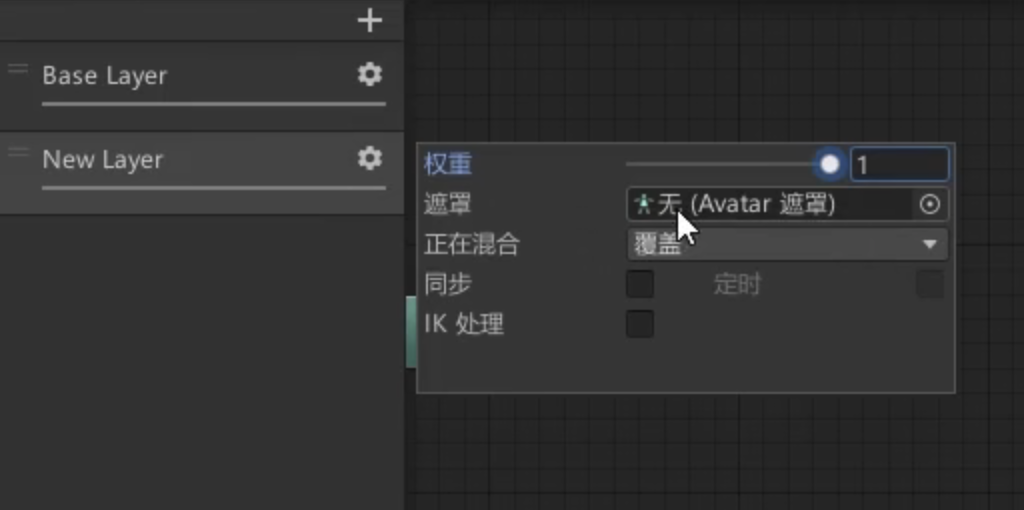 Base Layer
New Layer
权重 1
遮罩 无 (Avatar 遮罩)
正在混合 覆盖
同步 定时
IK 处理